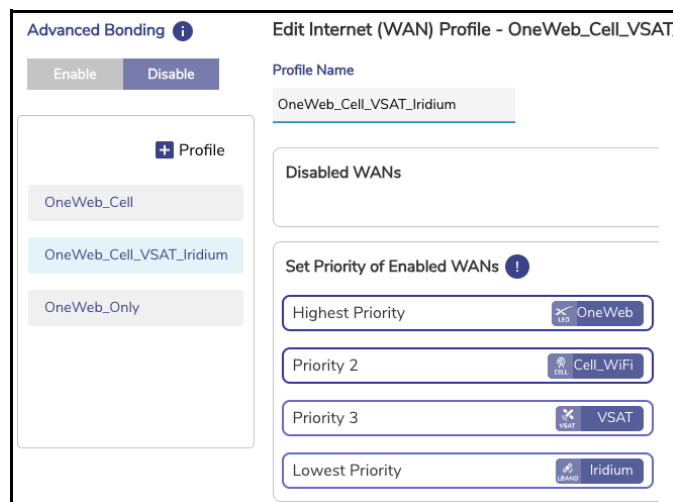 Advanced Bonding i
Enable Disable
+ Profile
OneWeb_Cell
OneWeb_Cell_VSAT_Iridium
OneWeb_Only
Edit Internet (WAN) Profile - OneWeb_Cell_VSAT
Profile Name
OneWeb_Cell_VSAT_Iridium
Disabled WANs
Set Priority of Enabled WANs !
Highest Priority LEO OneWeb
Priority 2 CELL Cell_WiFi
Priority 3 VSAT VSAT
Lowest Priority LBAND Iridium